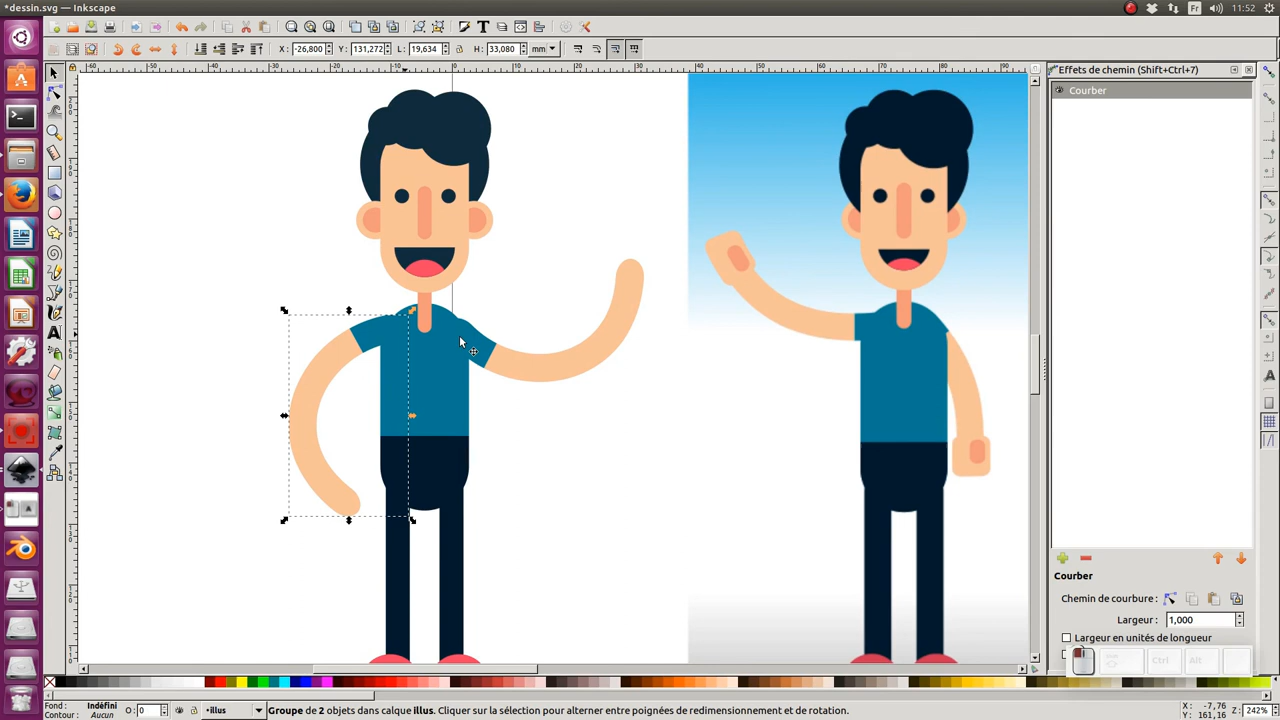 *dessin.svg - Inkscape
Fr
11:52
X: -26,800
Y: 131,272
L: 19,634
H: 33,080
mm
Effets de chemin (Shift+Ctrl+7)
Courber
Courber
Chemin de courbure :
Largeur : 1,000
Largeur en unités de longueur
Ctrl
Alt
Fond : Indéfini
Contour : Aucun
O: 0
•illus
Groupe de 2 objets dans calque illus. Cliquer sur la sélection pour alterner entre poignées de redimensionnement et de rotation.
X : -7,76
Y : 161,16
Z: 242%